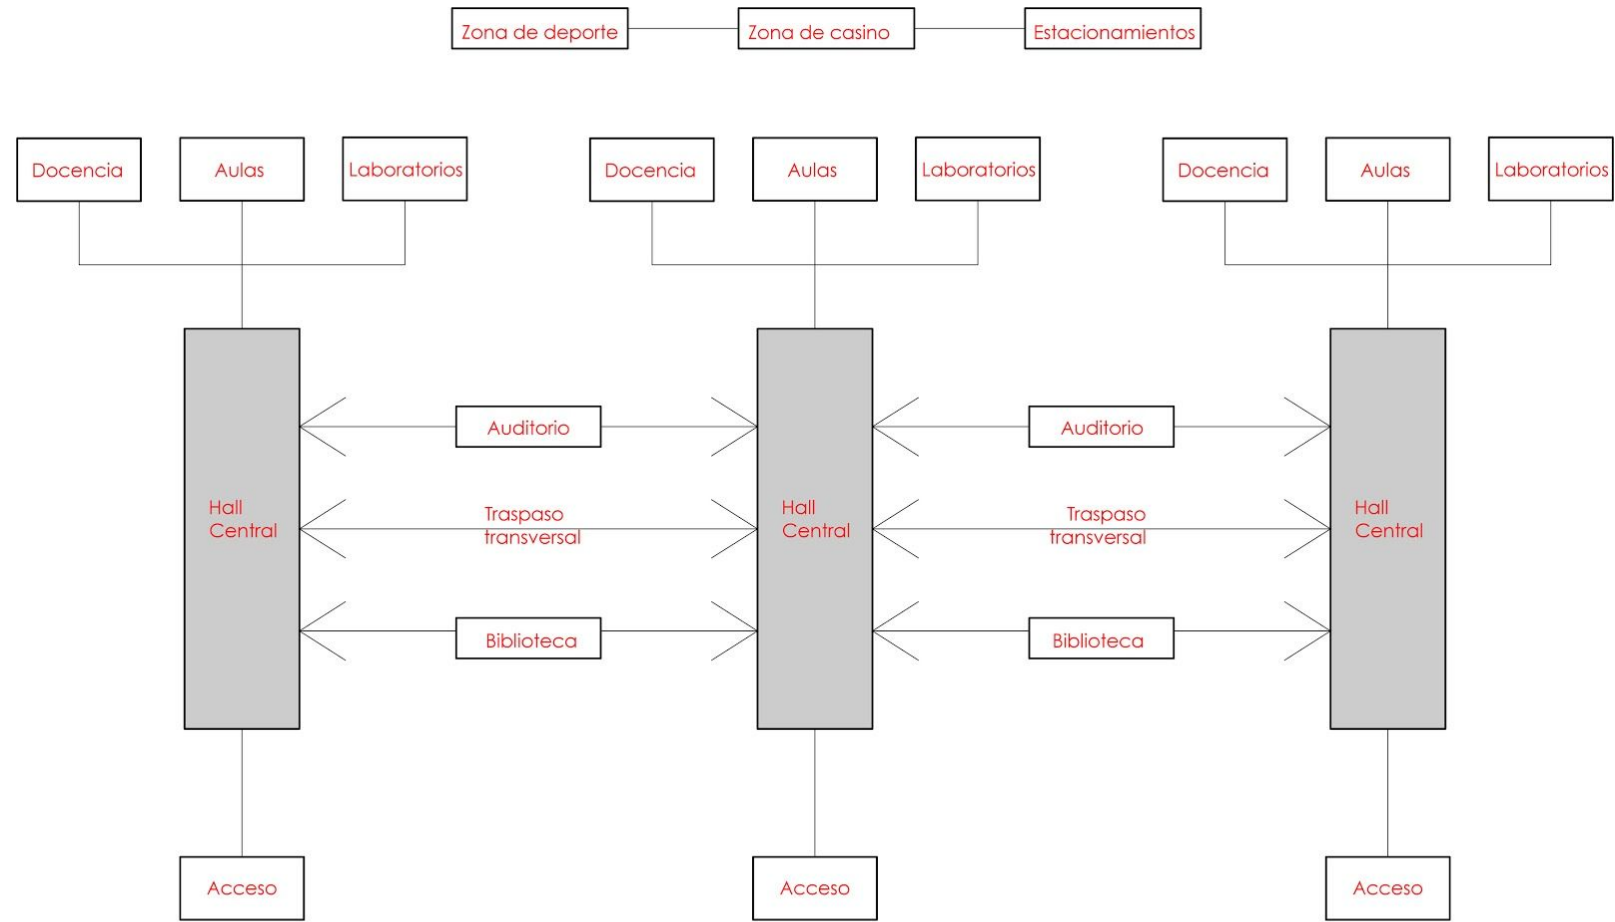 Zona de deporte
Zona de casino
Estacionamientos
Docencia
Aulas
Laboratorios
Docencia
Aulas
Laboratorios
Docencia
Aulas
Laboratorios
Auditorio
Auditorio
Hall
Central
Traspaso
transversal
Hall
Central
Traspaso
transversal
Hall
Central
Biblioteca
Biblioteca
Acceso
Acceso
Acceso